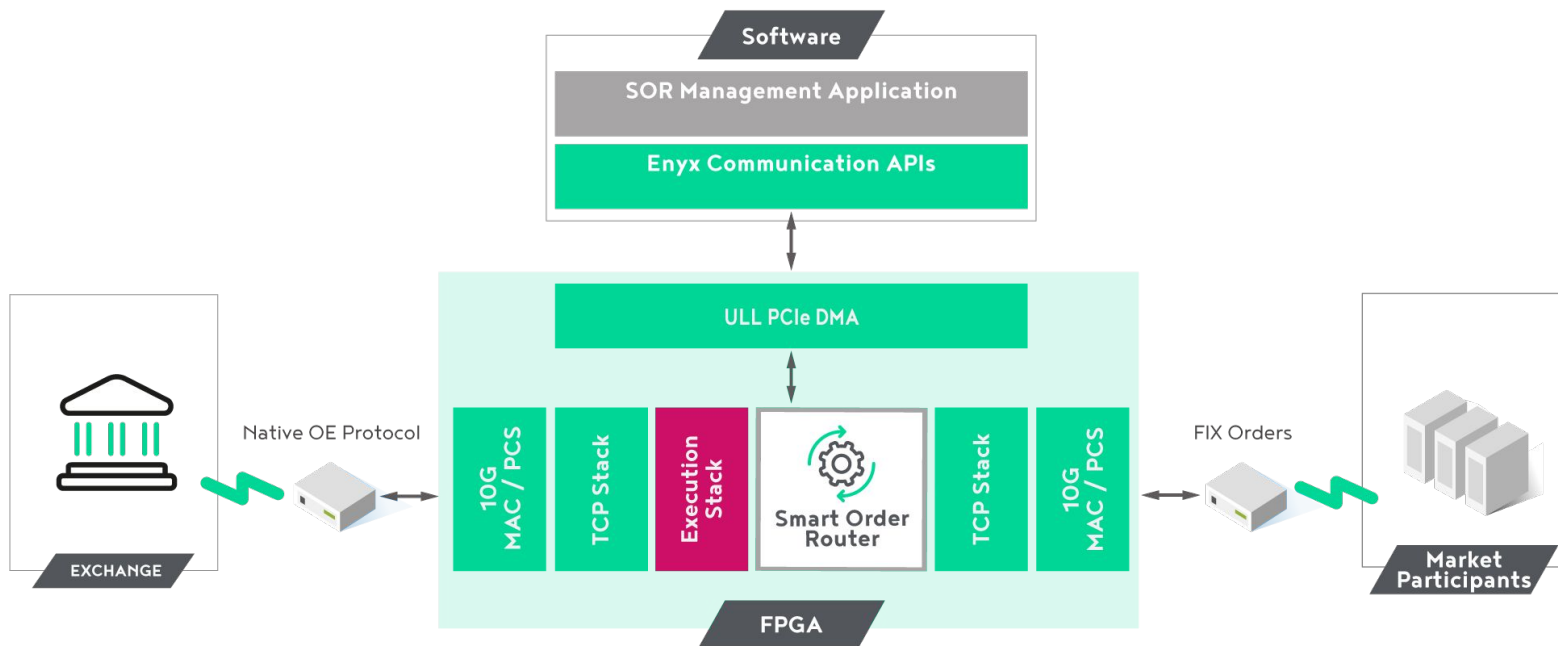 Software
SOR Management Application
Enyx Communication APIs
ULL PCIe DMA
Native OE Protocol
10G
MAC / PCS
TCP Stack
Execution
Stack
Smart Order
Router
TCP Stack
10G
MAC / PCS
FIX Orders
EXCHANGE
Market
Participants
FPGA